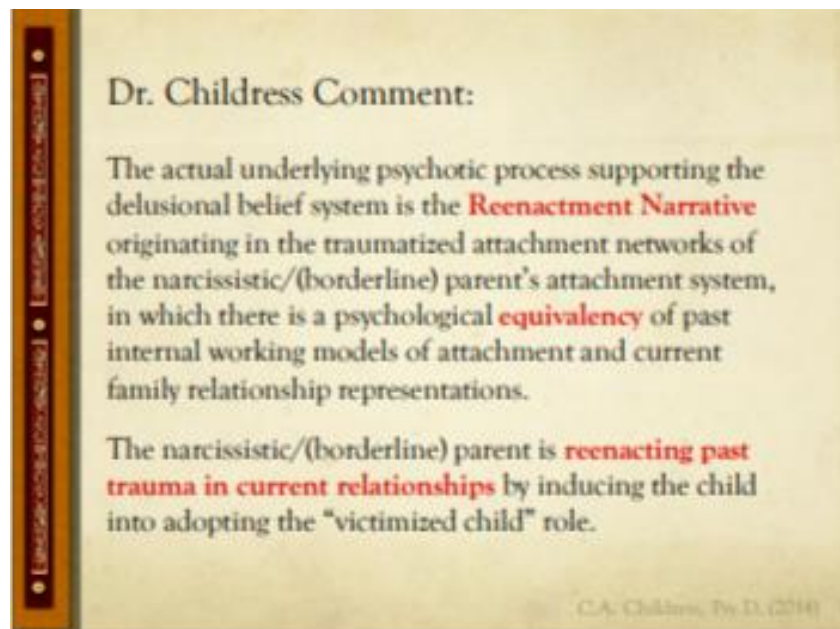 Dr. Childress Comment:
The actual underlying psychotic process supporting the
delusional belief system is the Reenactment Narrative
originating in the traumatized attachment networks of
the narcissistic/(borderline) parent's attachment system,
in which there is a psychological equivalency of past
internal working models of attachment and current
family relationship representations.
The narcissistic/(borderline) parent is reenacting past
trauma in current relationships by inducing the child
into adopting the “victimized child” role.
C.A. Childress, Psy.D. (2014)